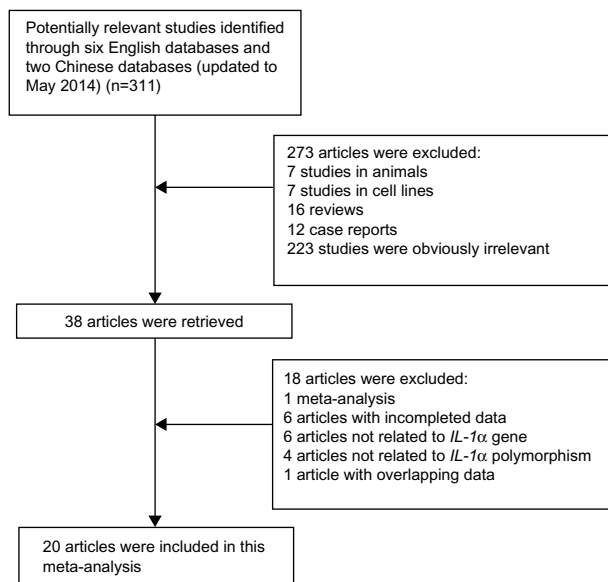 Potentially relevant studies identified
through six English databases and
two Chinese databases (updated to
May 2014) (n=311)
273 articles were excluded:
7 studies in animals
7 studies in cell lines
16 reviews
12 case reports
223 studies were obviously irrelevant
38 articles were retrieved
18 articles were excluded:
1 meta-analysis
6 articles with incompleted data
6 articles not related to IL-1α gene
4 articles not related to IL-1α polymorphism
1 article with overlapping data
20 articles were included in this
meta-analysis